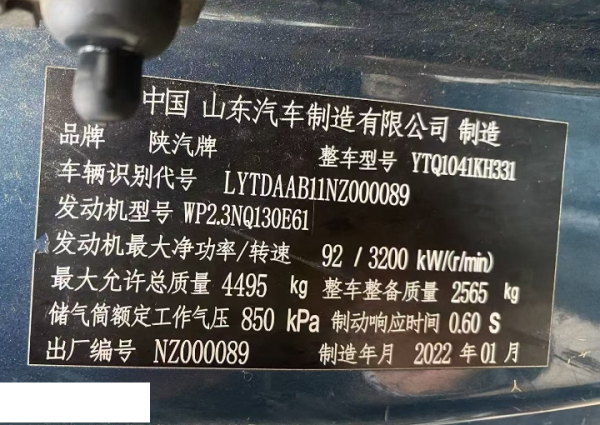 中国 山东汽车制造有限公司 制造
品牌 陕汽牌 整车型号 YTQ1041KH331
车辆识别代号 LYTDAAB11NZ000089
发动机型号 WP2.3NQ130E61
发动机最大净功率/转速 92 / 3200 kW/(r/min)
最大允许总质量 4495 kg 整车整备质量 2565 kg
储气筒额定工作气压 850 kPa 制动响应时间 0.60 S
出厂编号 NZ000089 制造年月 2022 年 01 月